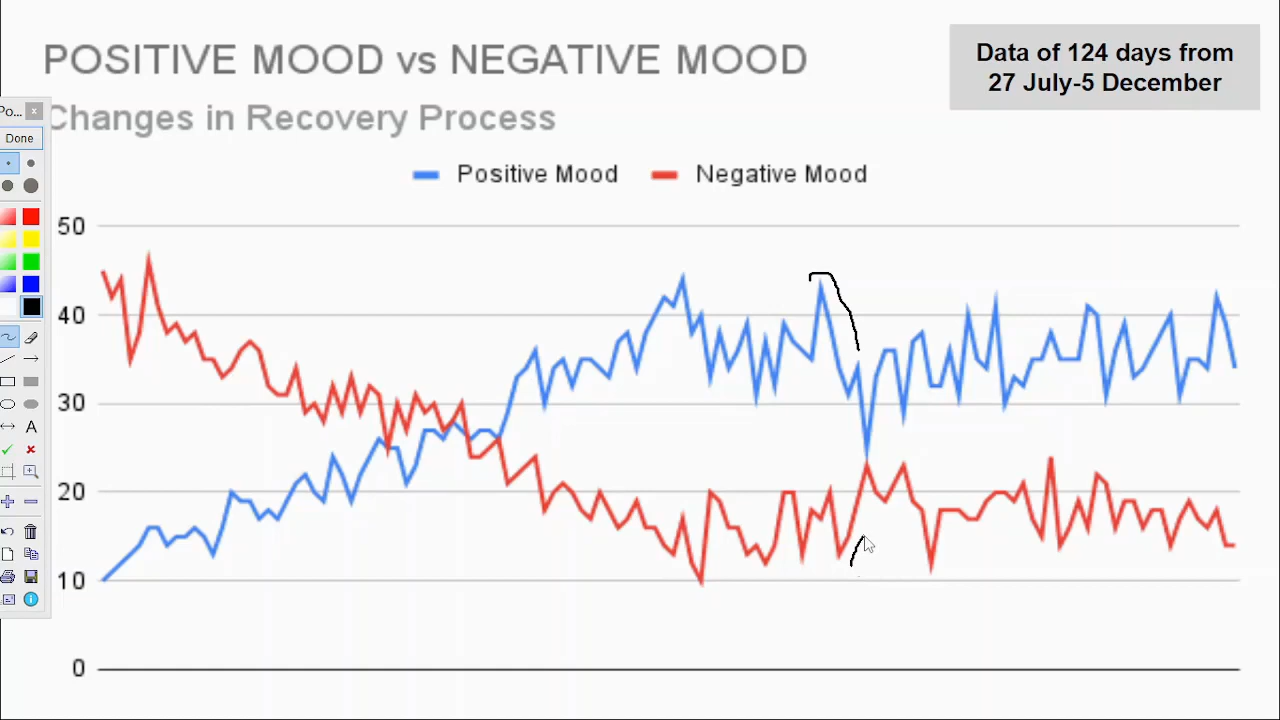 POSITIVE MOOD vs NEGATIVE MOOD
Data of 124 days from
27 July-5 December
Changes in Recovery Process
Po... x
Done
Positive Mood
Negative Mood
50
40
30
A
20
10
0